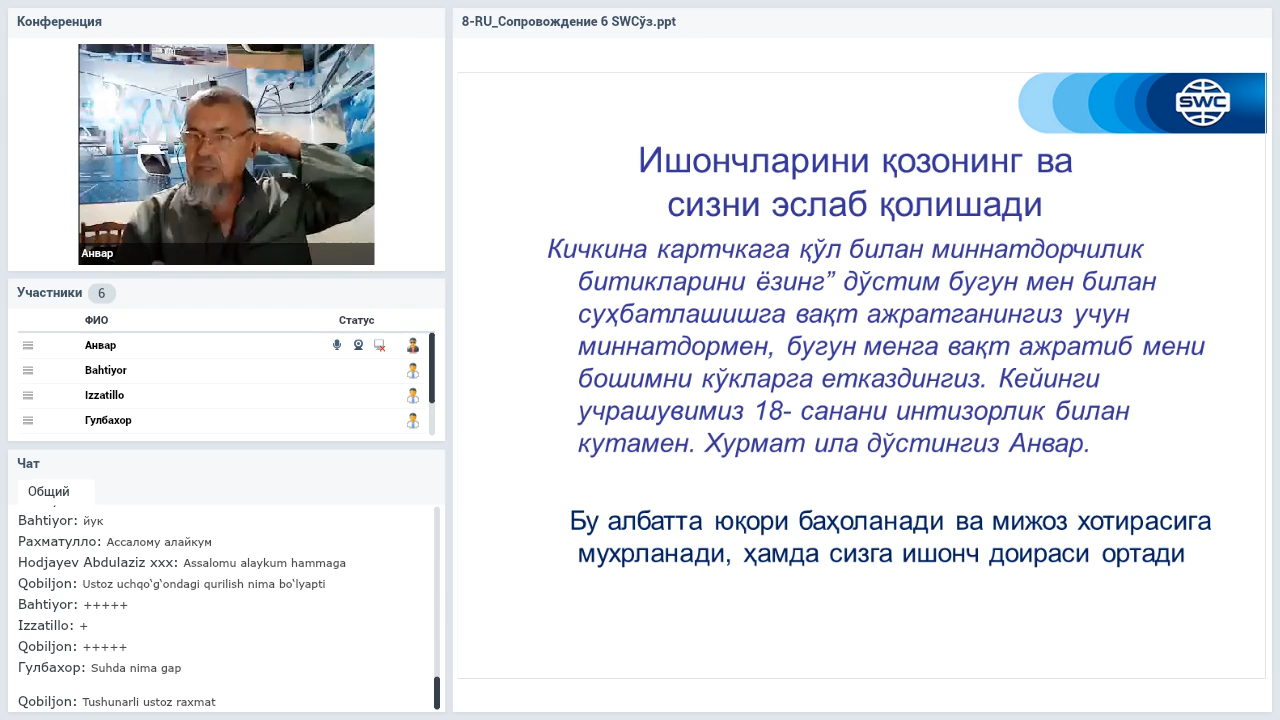 Конференция
Анвар
Участники 6
ФИО Статус
Анвар
Bahtiyor
Izzatillo
Гулбахор
Чат
Общий
Bahtiyor: йук
Рахматулло: Ассалому алайкум
Hodjayev Abdulaziz xxx: Assalomu alaykum hammaga
Qobiljon: Ustoz uchqo'g'ondagi qurilish nima bo'lyapti
Bahtiyor: +++++
Izzatillo: +
Qobiljon: +++++
Гулбахор: Suhda nima gap
Qobiljon: Tushunarli ustoz raxmat
8-RU_Сопровождение 6 SWCўз.ppt
SWC
Ишончларини қозонинг ва
сизни эслаб қолишади
Кичкина картчкага қўл билан миннатдорчилик
битикларини ёзинг” дўстим бугун мен билан
суҳбатлашишга вақт ажратганингиз учун
миннатдормен, бугун менга вақт ажратиб мени
бошимни кўкларга етказдингиз. Кейинги
учрашувимиз 18- санани интизорлик билан
кутамен. Хурмат ила дўстингиз Анвар.
Бу албатта юқори баҳоланади ва мижоз хотирасига
муҳрланади, ҳамда сизга ишонч доираси ортади